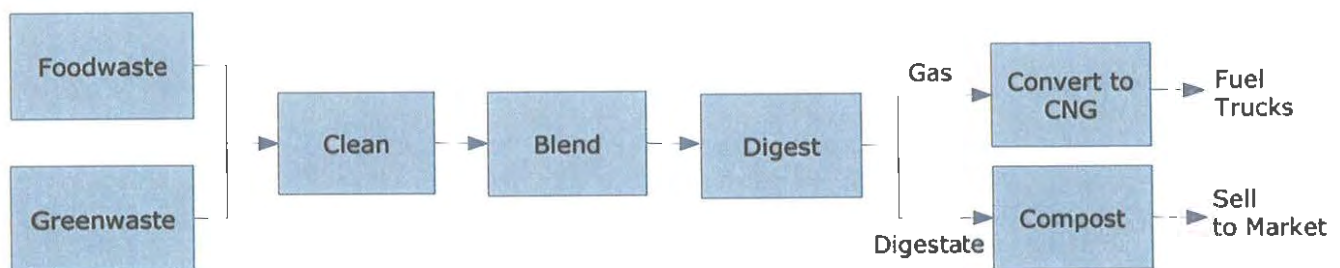 Foodwaste
Greenwaste
Clean
Blend
Digest
Gas
Digestate
Convert to
CNG
Compost
Fuel
Trucks
Sell
to Market